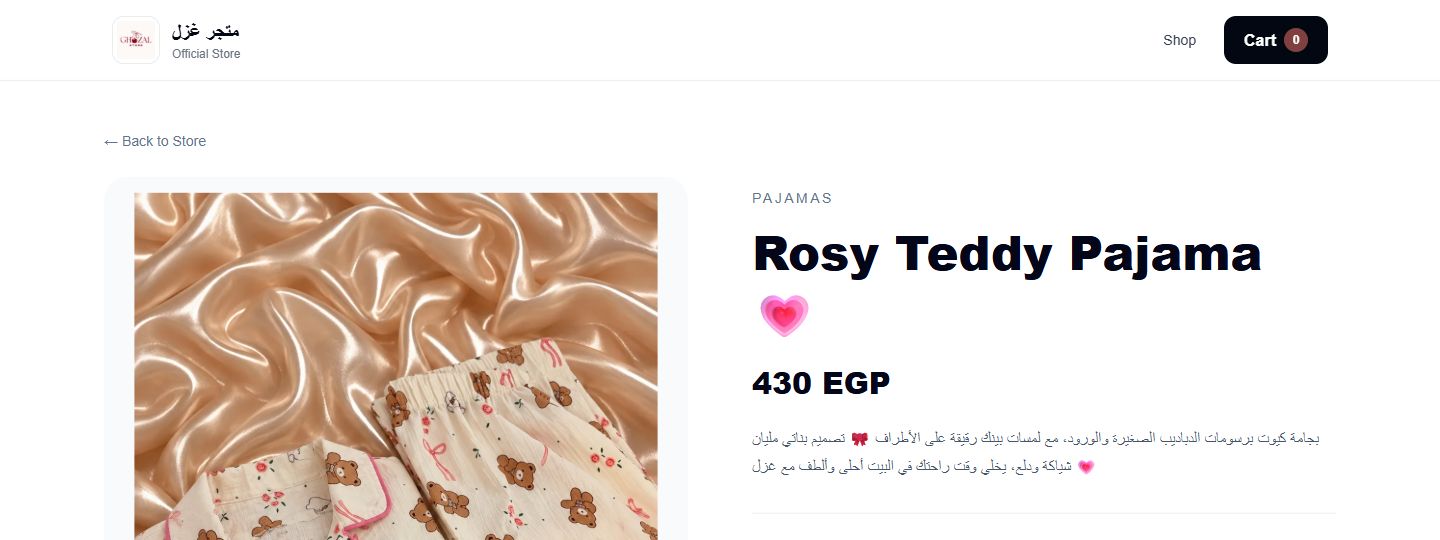 GHOZAL
STORE
متجر غزل
Official Store
Shop
Cart 0
← Back to Store
PAJAMAS
Rosy Teddy Pajama
💗
430 EGP
بجامة كيوت برسومات الدباديب الصغيرة والورود، مع لمسات بينك رقيقة على الأطراف 🎀 تصميم بناتي مليان
شياكة ودلع، يخلي وقت راحتك في البيت أحلى وألطف مع غزل 💗